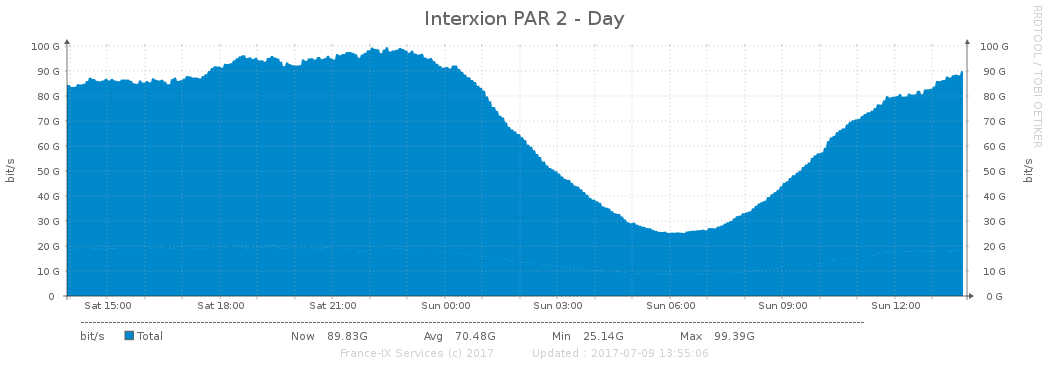 Interxion PAR 2 - Day
RRDTOOL / TOBI OETIKER
bit/s
bit/s
100 G 100 G
90 G 90 G
80 G 80 G
70 G 70 G
60 G 60 G
50 G 50 G
40 G 40 G
30 G 30 G
20 G 20 G
10 G 10 G
0 0 G
Sat 15:00 Sat 18:00 Sat 21:00 Sun 00:00 Sun 03:00 Sun 06:00 Sun 09:00 Sun 12:00
bit/s Total Now 89.83G Avg 70.48G Min 25.14G Max 99.39G
France-IX Services (c) 2017 Updated : 2017-07-09 13:55:06